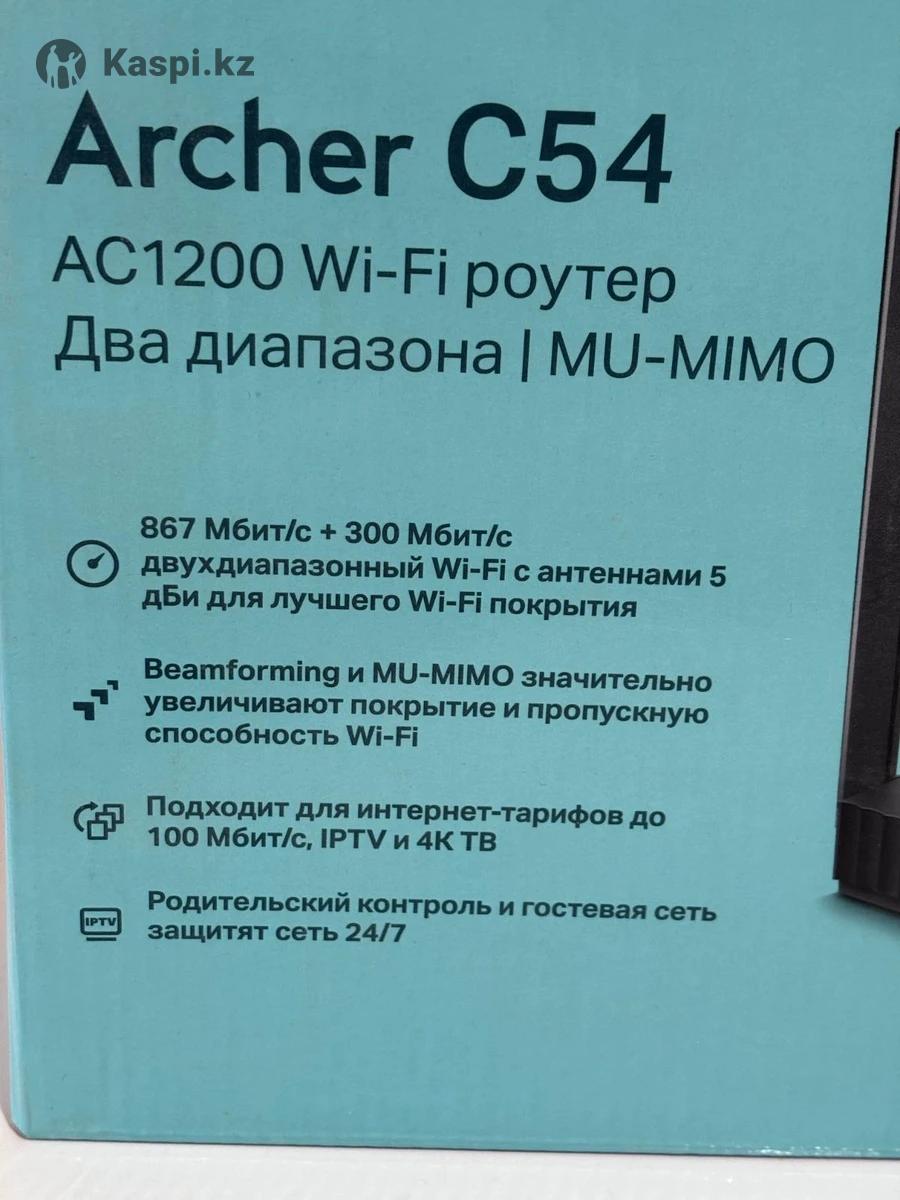 Kaspi.kz
Archer C54
AC1200 Wi-Fi роутер
Два диапазона | MU-MIMO
867 Мбит/с + 300 Мбит/с
двухдиапазонный Wi-Fi с антеннами 5
дБи для лучшего Wi-Fi покрытия
Beamforming и MU-MIMO значительно
увеличивают покрытие и пропускную
способность Wi-Fi
Подходит для интернет-тарифов до
100 Мбит/с, IPTV и 4К ТВ
Родительский контроль и гостевая сеть
IPTV
защитят сеть 24/7